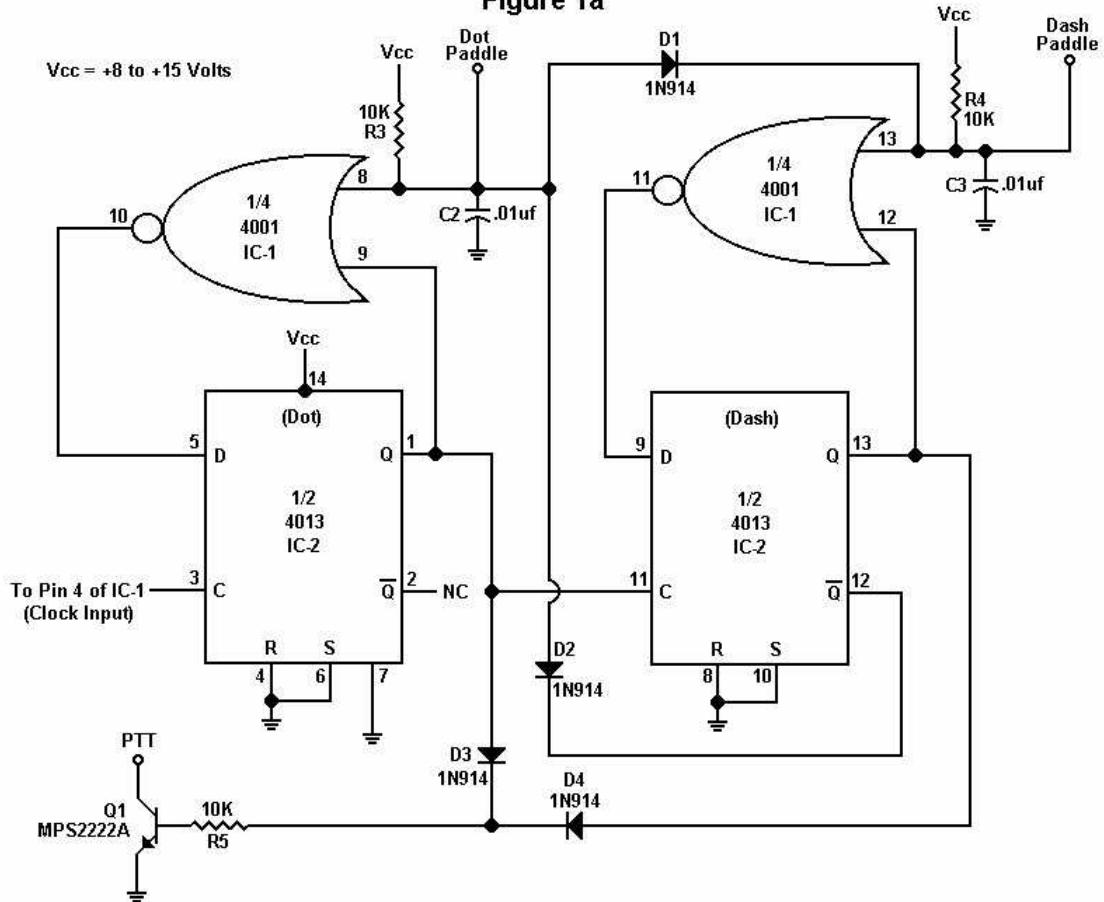 Figure 1a
Vcc = +8 to +15 Volts
Vcc
Dot
Paddle
D1
1N914
Vcc
Dash
Paddle
10K
R3
R4
10K
8
C2
.01uf
9
10
1/4
4001
IC-1
13
C3
.01uf
12
11
1/4
4001
IC-1
Vcc
14
(Dot)
5
D
Q
1
1/2
4013
IC-2
To Pin 4 of IC-1
(Clock Input)
3
C
Q
2
NC
R
S
4
6
7
(Dash)
9
D
Q
13
1/2
4013
IC-2
11
C
Q
12
R
S
8
10
D2
1N914
PTT
D3
1N914
D4
1N914
Q1
MPS2222A
10K
R5